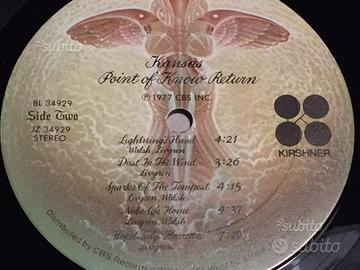 subito
Kansas
Point of Know Return
BL 34929
℗ 1977 CBS INC.
Side Two
JZ 34929
STEREO
Lightning's Hand 4:21
Walsh, Livgren
Dust In The Wind 3:26
Livgren
Sparks Of The Tempest 4:15
Livgren, Walsh
Nobody's Home 4:37
Livgren, Walsh
Hopelessly Human
Livgren
KIRSHNER
Distributed by CBS Records
subito
subito